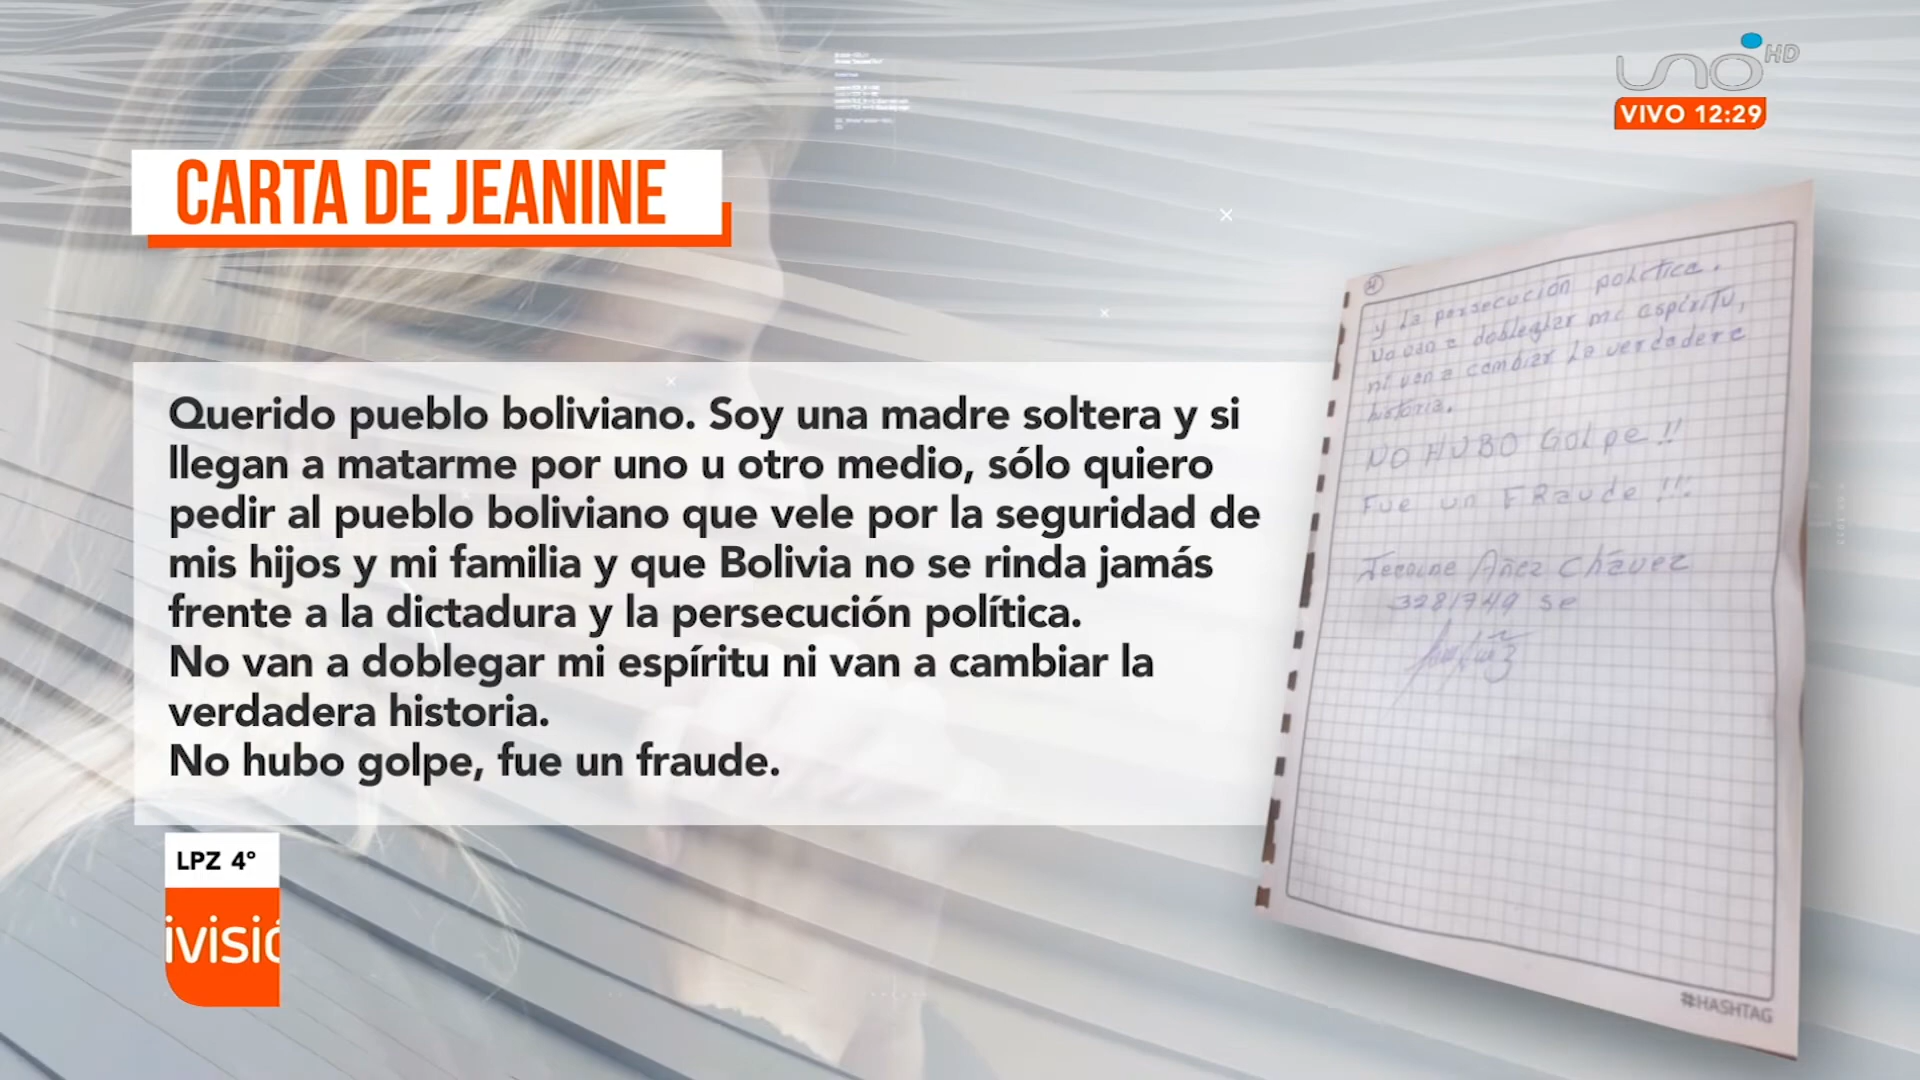 UNO HD
VIVO 12:29
CARTA DE JEANINE
Querido pueblo boliviano. Soy una madre soltera y si
llegan a matarme por uno u otro medio, sólo quiero
pedir al pueblo boliviano que vele por la seguridad de
mis hijos y mi familia y que Bolivia no se rinda jamás
frente a la dictadura y la persecución política.
No van a doblegar mi espíritu ni van a cambiar la
verdadera historia.
No hubo golpe, fue un fraude.
y la persecución política.
No van a doblegar mi espíritu,
ni van a cambiar la verdadera
historia.
NO HUBO Golpe!!
Fue un FRaude!!!
Jeanine Añez Chávez
3281749 SC
#HASHTAG
LPZ 4°
ivisió